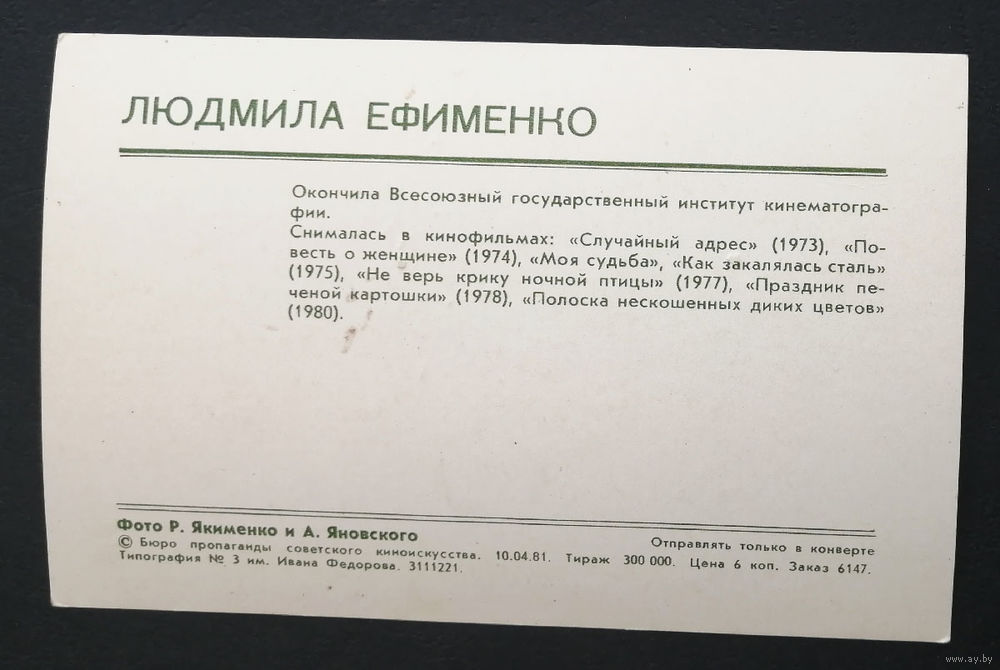 ЛЮДМИЛА ЕФИМЕНКО
Окончила Всесоюзный государственный институт кинематогра-
фии.
Снималась в кинофильмах: «Случайный адрес» (1973), «По-
весть о женщине» (1974), «Моя судьба», «Как закалялась сталь»
(1975), «Не верь крику ночной птицы» (1977), «Праздник пе-
ченой картошки» (1978), «Полоска нескошенных диких цветов»
(1980).
Фото Р. Якименко и А. Яновского
Отправлять только в конверте
© Бюро пропаганды советского киноискусства. 10.04.81. Тираж 300 000. Цена 6 коп. Заказ 6147.
Типография № 3 им. Ивана Федорова. 3111221.
www.ay.by